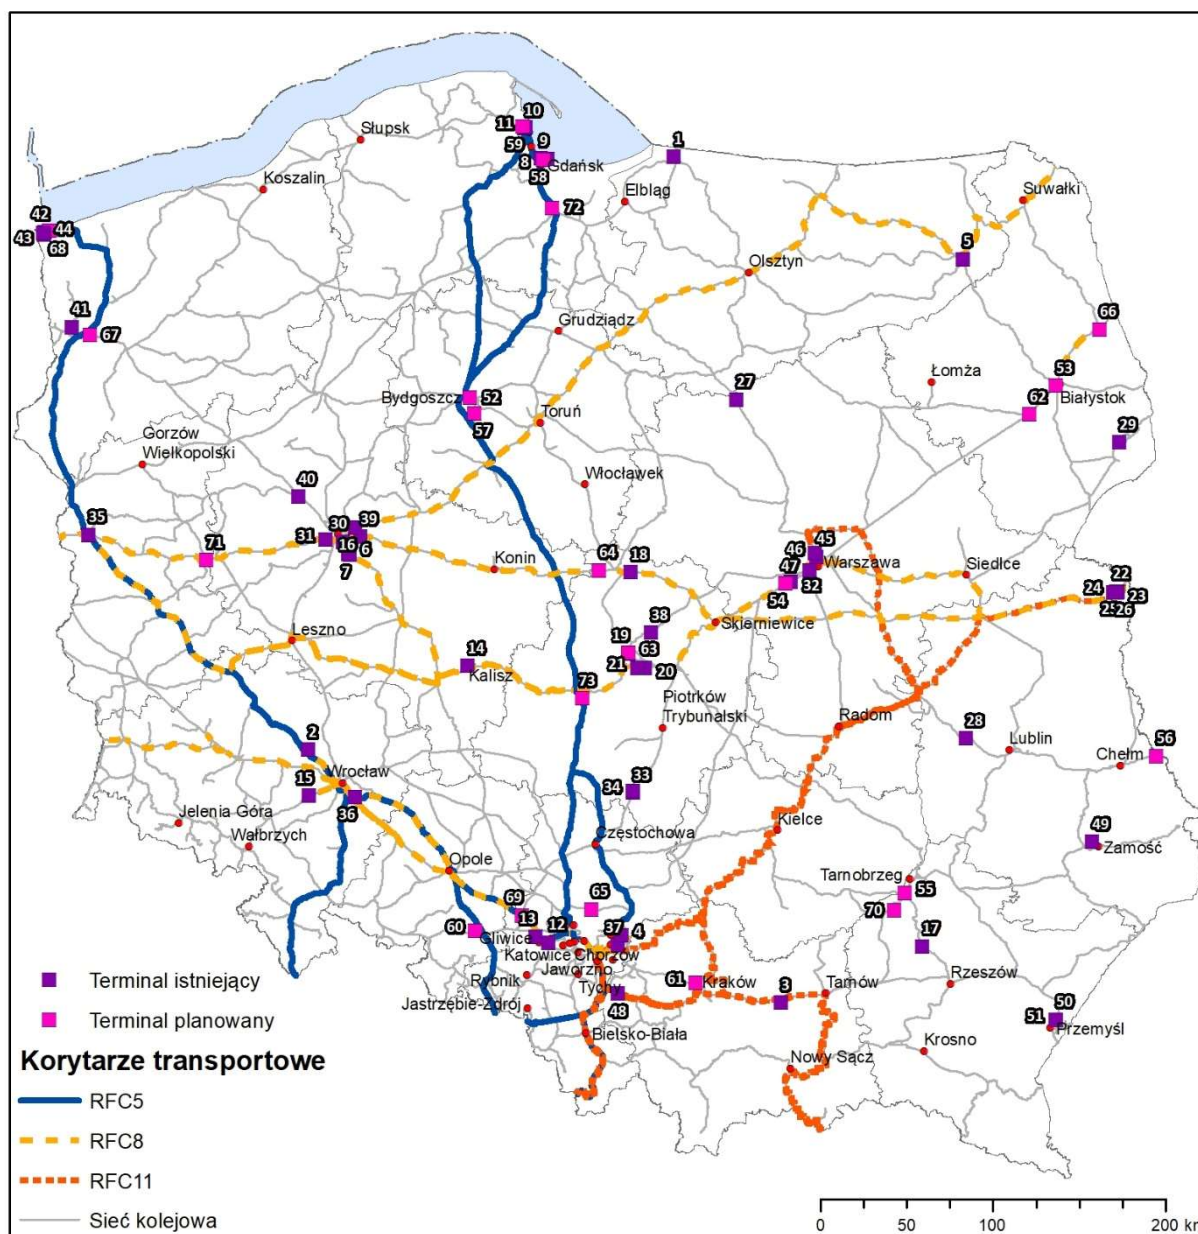 10
11
Słupsk
59
9
1
8
Gdańsk
58
Koszalin
Elbląg
Suwałki
72
42
44
43
68
5
Olsztyn
41
67
Grudziądz
66
Łomża
53
27
Bydgoszcz
52
62
Białystok
Toruń
57
29
Gorzów
Wielkopolski
Włocławek
40
35
30
39
31
16
6
71
7
64
18
Konin
46
45
Warszawa
47
32
54
Siedlce
24
22
23
25
26
Skierniewice
38
Leszno
19
63
14
21
20
Kalisz
73
Piotrków
Trybunalski
Radom
28
Lublin
56
Chełm
2
Wrocław
15
33
34
36
Jelenia Góra
Wałbrzych
Częstochowa
Kielce
49
Zamość
Opole
Tarnobrzeg
55
65
69
70
13
12
37
4
60
17
Gliwice
Katowice
Chorzów
Jaworzno
Rybnik
Tychy
61
Kraków
3
Tarnów
Rzeszów
Jastrzębie-Zdrój
48
50
51
Przemyśl
Bielsko-Biała
Krosno
Nowy Sącz
Terminal istniejący
Terminal planowany
Korytarze transportowe
RFC5
RFC8
RFC11
Sieć kolejowa
0 50 100 200 km